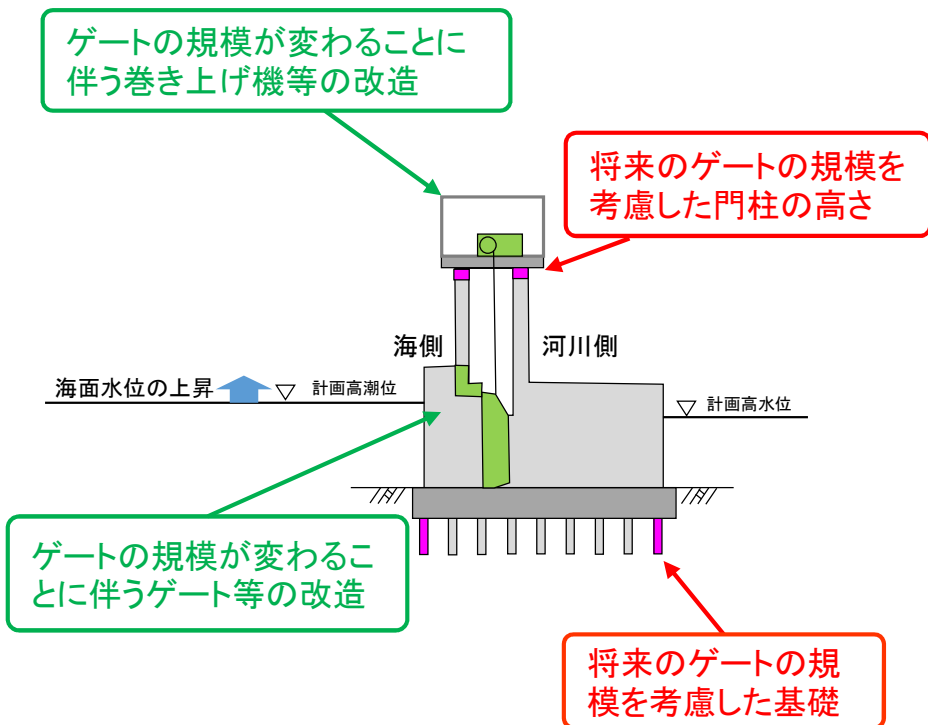 ゲートの規模が変わることに
伴う巻き上げ機等の改造
将来のゲートの規模を
考慮した門柱の高さ
海側
河川側
海面水位の上昇
計画高潮位
計画高水位
ゲートの規模が変わるこ
とに伴うゲート等の改造
将来のゲートの規
模を考慮した基礎